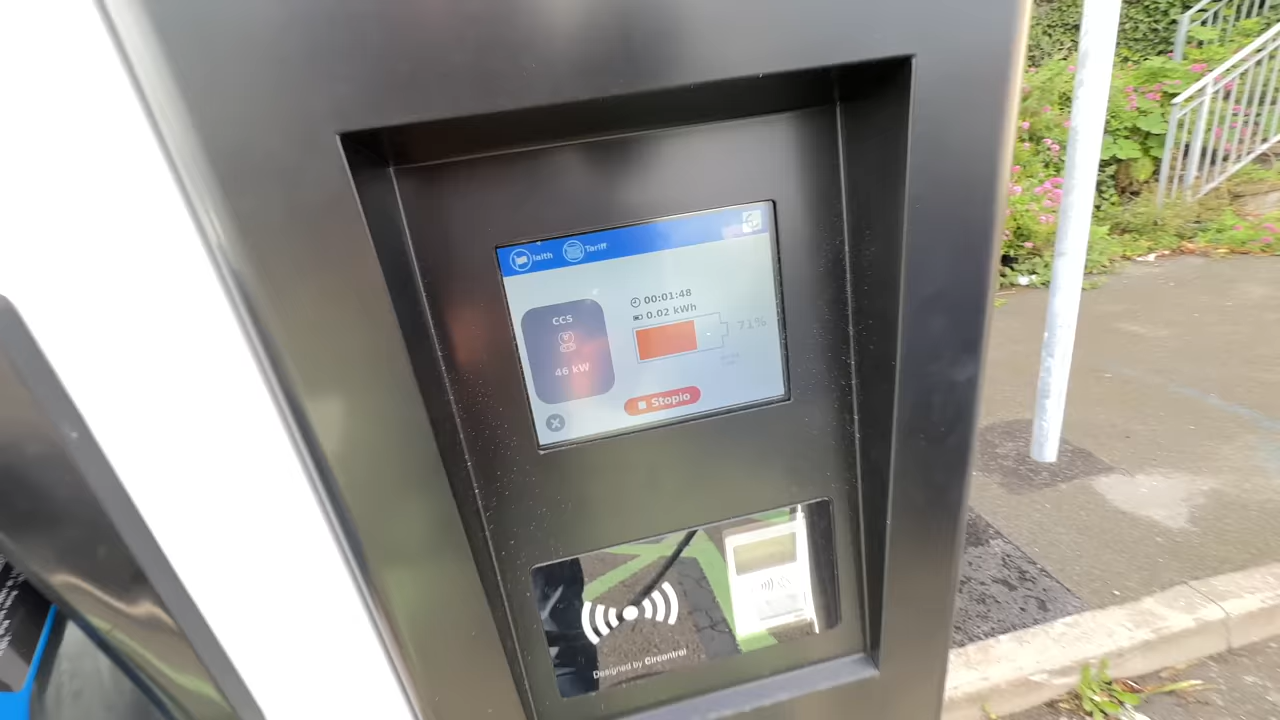 Iaith
Tariff
CCS
46 kW
00:01:48
0.02 kWh
71%
Stopio
Designed by Circontrol